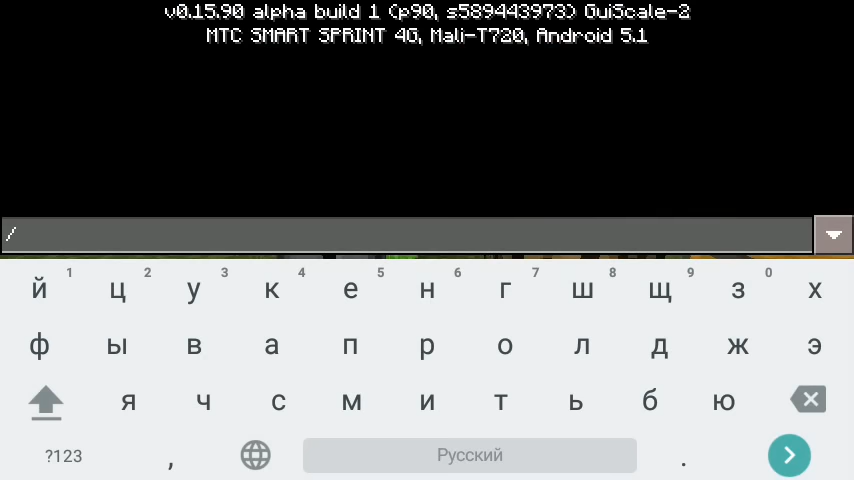 v0.15.90 alpha build 1 (p90, s589443973) GuiScale-2
MTC SMART SPRINT 4G, Mali-T720, Android 5.1
/
1 2 3 4 5 6 7 8 9 0
й ц у к е н г ш щ з х
ф ы в а п р о л д ж э
я ч с м и т ь б ю
?123 , Русский .